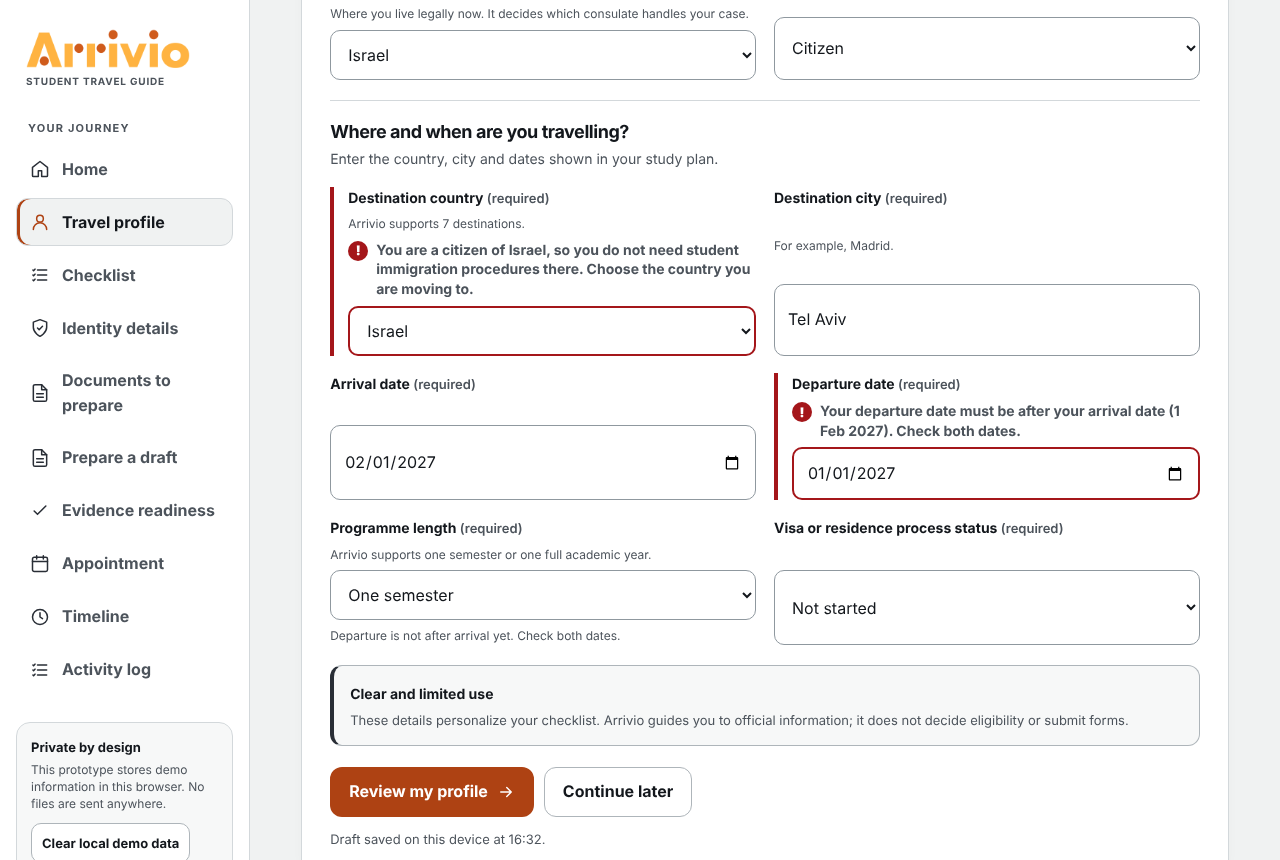 Arrivio
STUDENT TRAVEL GUIDE
YOUR JOURNEY
Home
Travel profile
Checklist
Identity details
Documents to
prepare
Prepare a draft
Evidence readiness
Appointment
Timeline
Activity log
Private by design
This prototype stores demo
information in this browser. No
files are sent anywhere.
Clear local demo data
Where you live legally now. It decides which consulate handles your case.
Israel
Citizen
Where and when are you travelling?
Enter the country, city and dates shown in your study plan.
Destination country (required)
Arrivio supports 7 destinations.
You are a citizen of Israel, so you do not need student
immigration procedures there. Choose the country you
are moving to.
Israel
Destination city (required)
For example, Madrid.
Tel Aviv
Arrival date (required)
02/01/2027
Departure date (required)
Your departure date must be after your arrival date (1
Feb 2027). Check both dates.
01/01/2027
Programme length (required)
Arrivio supports one semester or one full academic year.
One semester
Departure is not after arrival yet. Check both dates.
Visa or residence process status (required)
Not started
Clear and limited use
These details personalize your checklist. Arrivio guides you to official information; it does not decide eligibility or submit forms.
Review my profile →
Continue later
Draft saved on this device at 16:32.